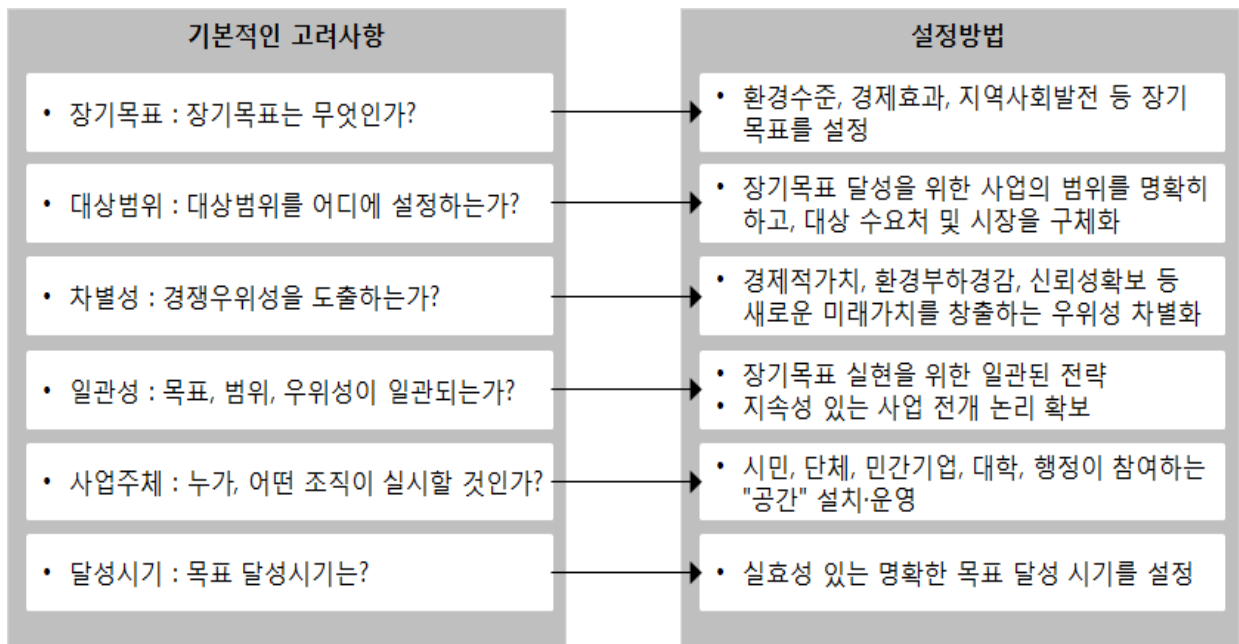 기본적인 고려사항
• 장기목표 : 장기목표는 무엇인가?
• 대상범위 : 대상범위를 어디에 설정하는가?
• 차별성 : 경쟁우위성을 도출하는가?
• 일관성 : 목표, 범위, 우위성이 일관되는가?
• 사업주체 : 누가, 어떤 조직이 실시할 것인가?
• 달성시기 : 목표 달성시기는?
설정방법
• 환경수준, 경제효과, 지역사회발전 등 장기
목표를 설정
• 장기목표 달성을 위한 사업의 범위를 명확히
하고, 대상 수요처 및 시장을 구체화
• 경제적가치, 환경부하경감, 신뢰성확보 등
새로운 미래가치를 창출하는 우위성 차별화
• 장기목표 실현을 위한 일관된 전략
• 지속성 있는 사업 전개 논리 확보
• 시민, 단체, 민간기업, 대학, 행정이 참여하는
"공간" 설치·운영
• 실효성 있는 명확한 목표 달성 시기를 설정